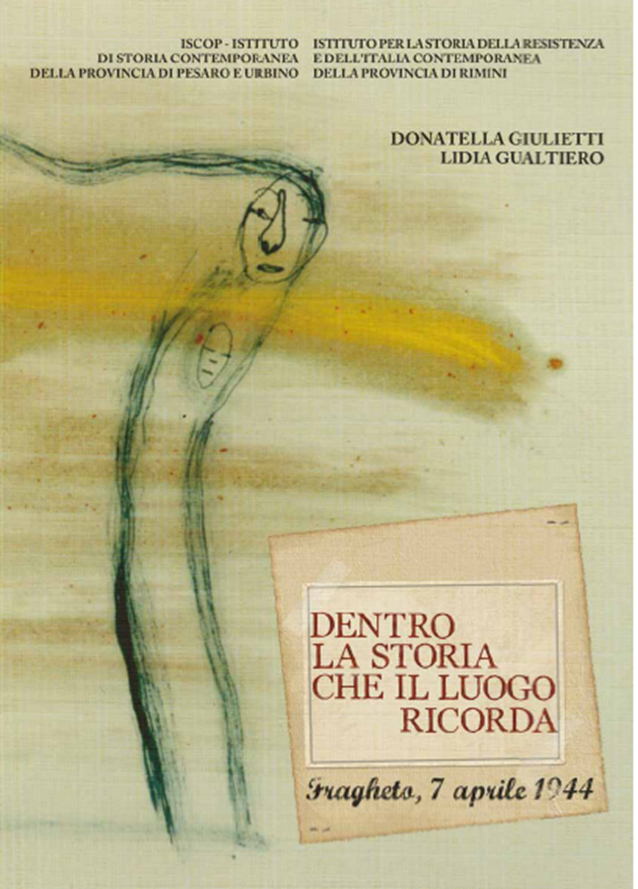 ISCOP - ISTITUTO
DI STORIA CONTEMPORANEA
DELLA PROVINCIA DI PESARO E URBINO
ISTITUTO PER LA STORIA DELLA RESISTENZA
E DELL'ITALIA CONTEMPORANEA
DELLA PROVINCIA DI RIMINI
DONATELLA GIULIETTI
LIDIA GUALTIERO
DENTRO
LA STORIA
CHE IL LUOGO
RICORDA
Fragheto, 7 aprile 1944